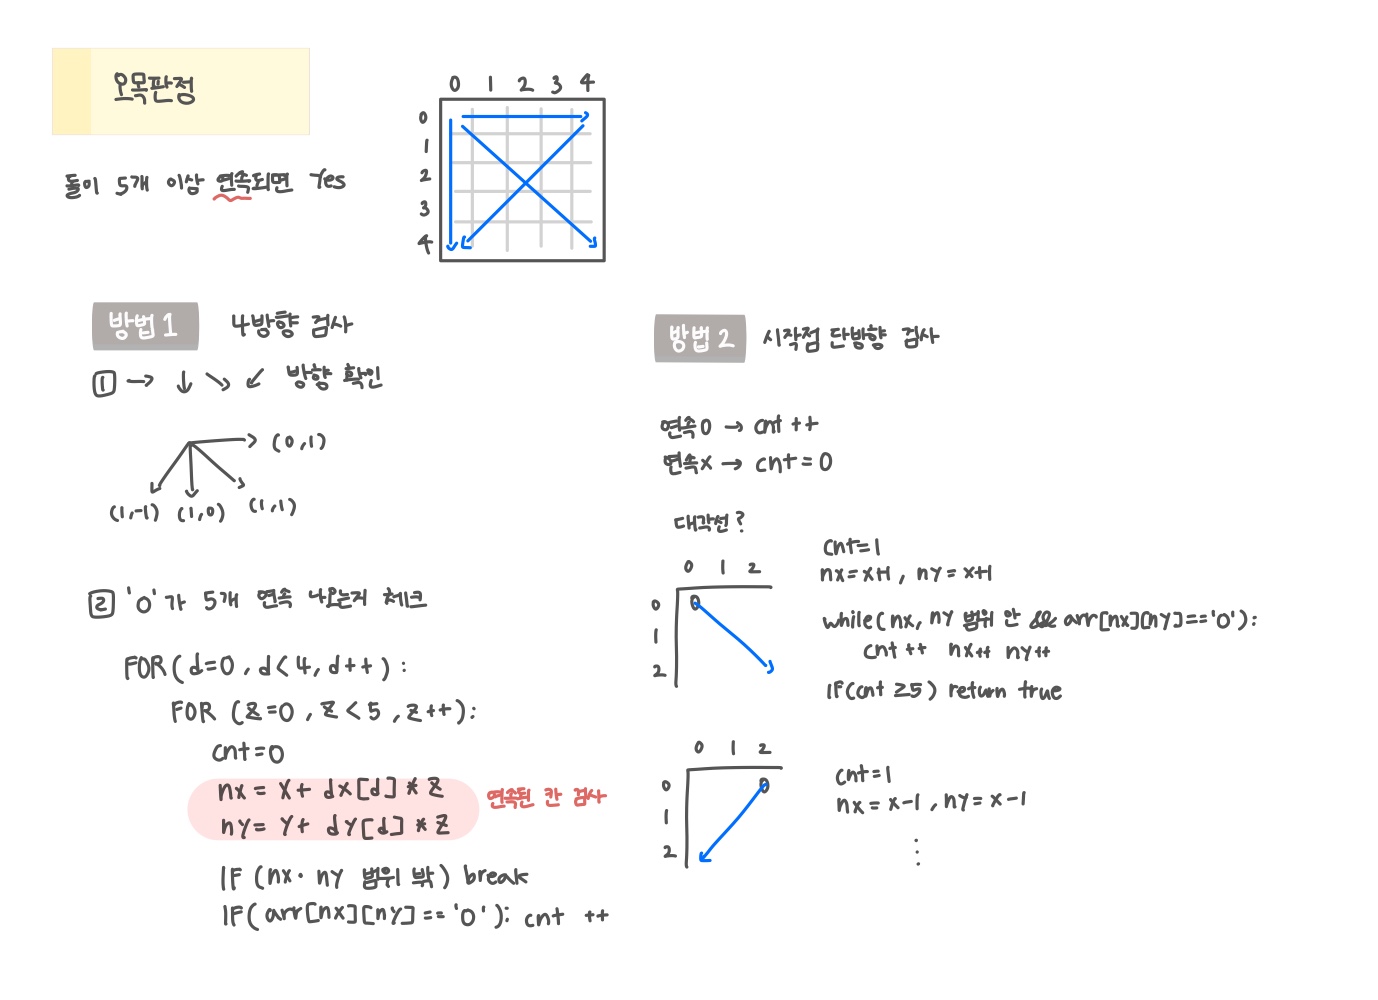 오목판정
돌이 5개 이상 연속되면 Yes
0 1 2 3 4
0
1
2
3
4
방법 1 4방향 검사
1 → ↓ ↘ ↙ 방향 확인
(0,1)
(1,-1) (1,0) (1,1)
2 'O'가 5개 연속 나오는지 체크
FOR(d=0, d<4, d++):
FOR (z=0, z<5, z++):
cnt=0
nx = x+ dx[d] * z
ny = y+ dy[d] * z
연속된 칸 검사
IF (nx· ny 범위 밖) break
IF(arr[nx][ny]=='O'): cnt ++
방법 2 시작점 단방향 검사
연속O → cnt ++
연속X → cnt=0
대각선?
0 1 2
0 O
1
2
cnt=1
nx=x+1, ny=x+1
while(nx, ny 범위 안 && arr[nx][ny]=='O'):
cnt++ nx++ ny++
IF(cnt ≥5) return true
0 1 2
0 O
1
2
cnt=1
nx = x-1, ny=x-1
⋮